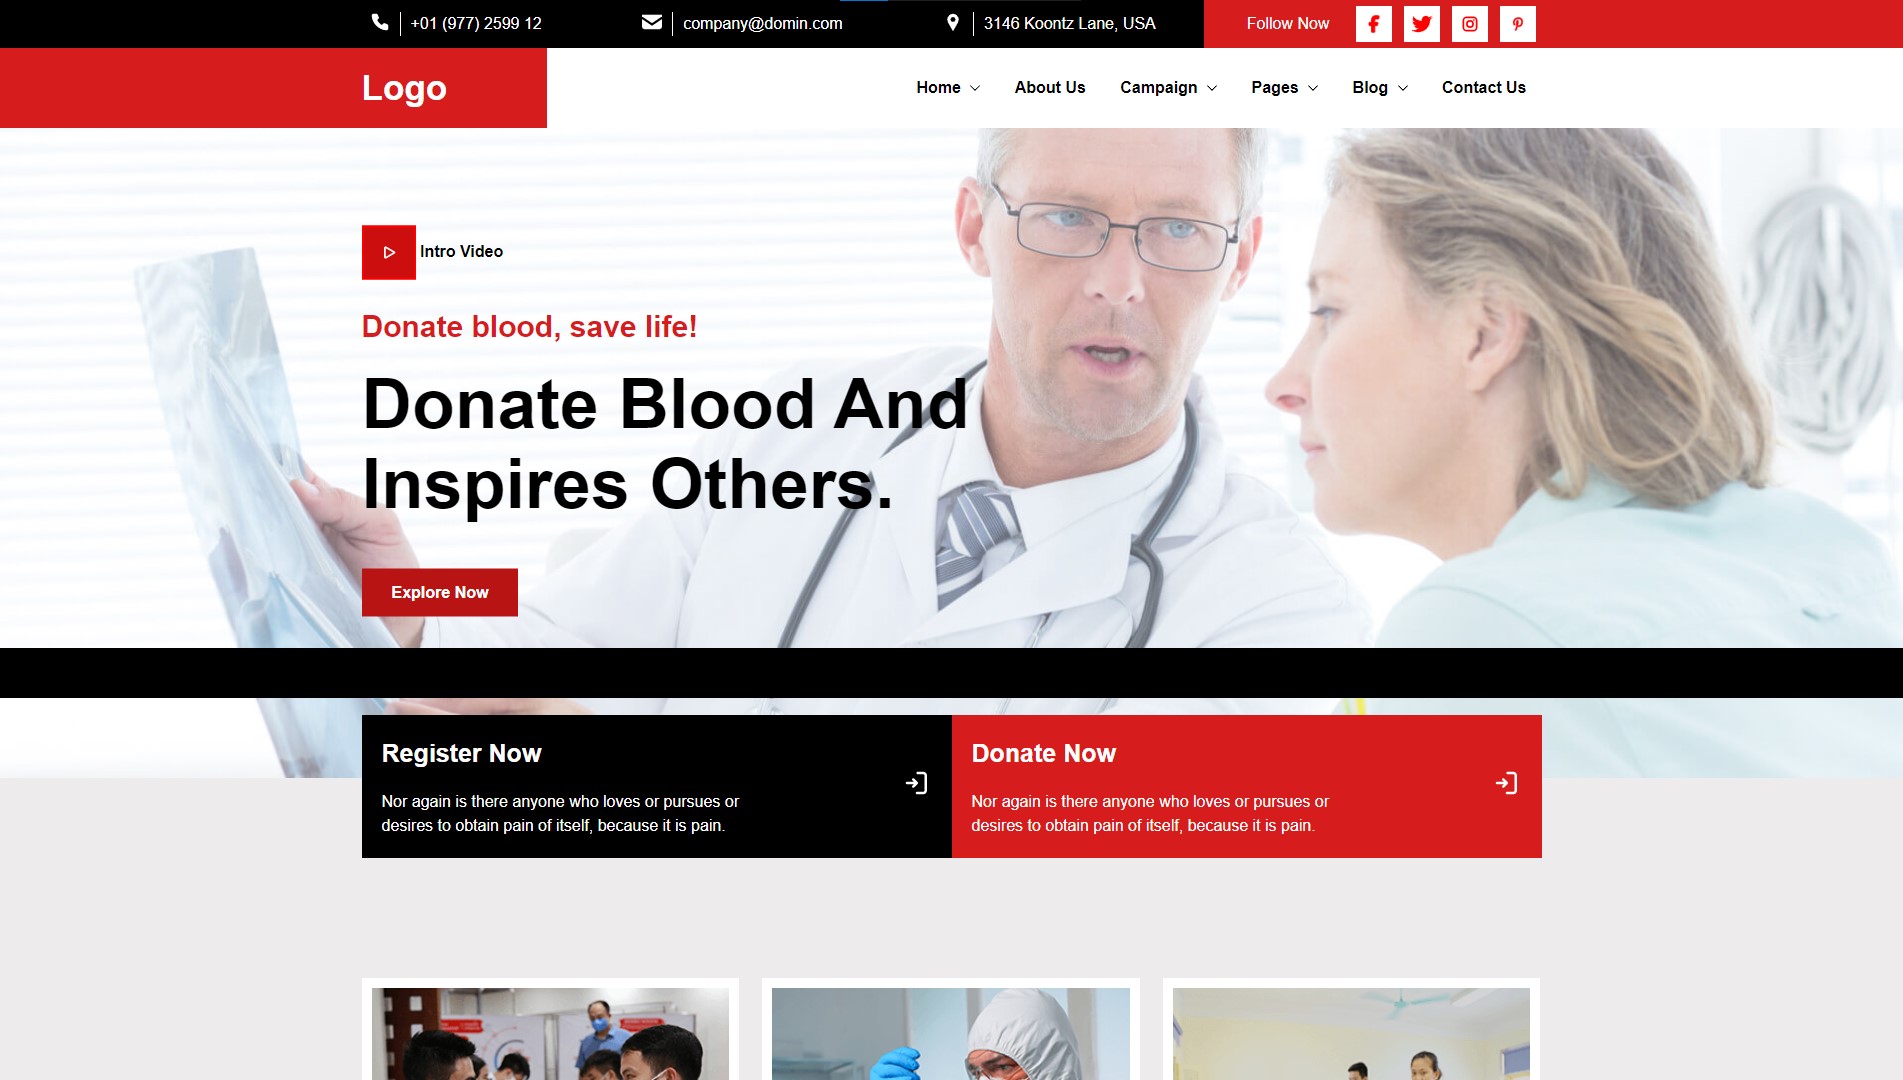 +01 (977) 2599 12
company@domin.com
3146 Koontz Lane, USA
Follow Now
Logo
Home
About Us
Campaign
Pages
Blog
Contact Us
Intro Video
Donate blood, save life!
Donate Blood And
Inspires Others.
Explore Now
Register Now
Nor again is there anyone who loves or pursues or
desires to obtain pain of itself, because it is pain.
Donate Now
Nor again is there anyone who loves or pursues or
desires to obtain pain of itself, because it is pain.